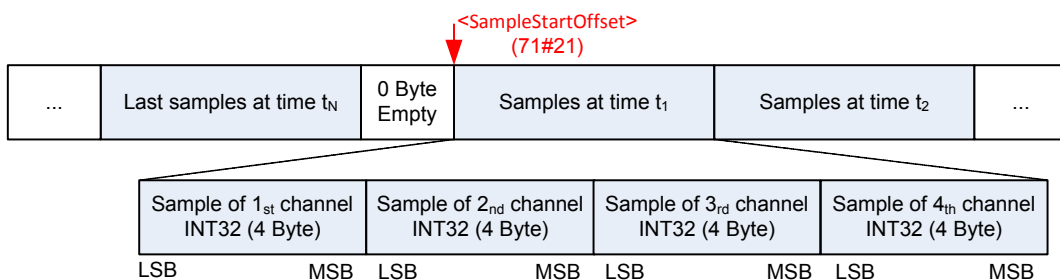 <SampleStartOffset>
(71#21)
...
Last samples at time tN
0 Byte
Empty
Samples at time t1
Samples at time t2
...
Sample of 1st channel
INT32 (4 Byte)
Sample of 2nd channel
INT32 (4 Byte)
Sample of 3rd channel
INT32 (4 Byte)
Sample of 4th channel
INT32 (4 Byte)
LSB MSB LSB MSB LSB MSB LSB MSB